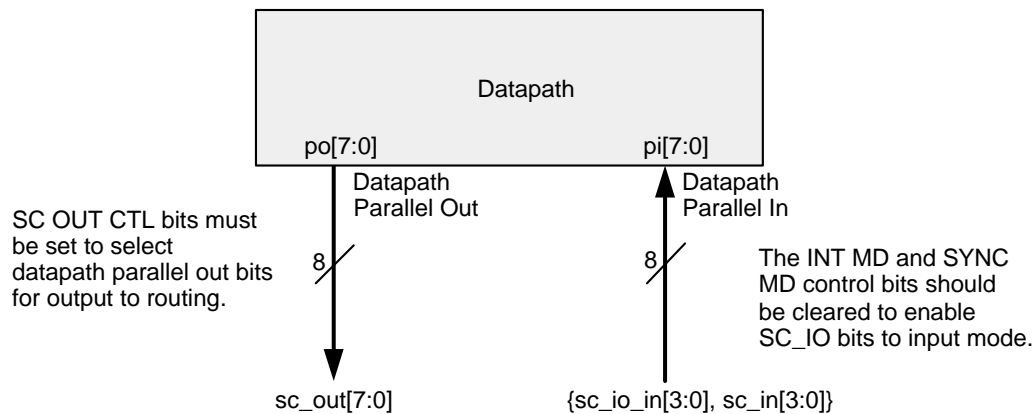 Datapath
po[7:0]
pi[7:0]
Datapath
Parallel Out
Datapath
Parallel In
SC OUT CTL bits must
be set to select
datapath parallel out bits
for output to routing.
8
8
The INT MD and SYNC
MD control bits should
be cleared to enable
SC_IO bits to input mode.
sc_out[7:0]
{sc_io_in[3:0], sc_in[3:0]}